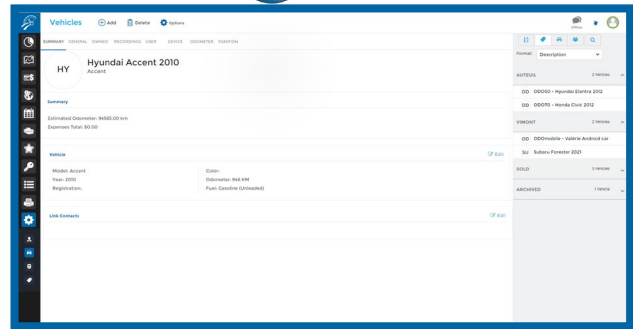 Vehicles Add Delete Options
Offline
SUMMARY GENERAL OWNED RECORDINGS USER DEVICE ODOMETER TAXATION
HY
Hyundai Accent 2010
Accent
Summary
Estimated Odometer: 94585.00 km
Expenses Total: $0.00
Vehicle Edit
Model: Accent Color:
Year: 2010 Odometer: 946 KM
Registration: Fuel: Gasoline (Unleaded)
Link Contacts Edit
Format: Description
AUTEUIL 2 Vehicles
OD ODO50 - Hyundai Elantra 2012
OD ODO70 - Honda Civic 2012
VIMONT 2 Vehicles
OD ODOmobile - Valérie Android car
SU Subaru Forester 2021
SOLD Vehicles
ARCHIVED 1 Vehicle